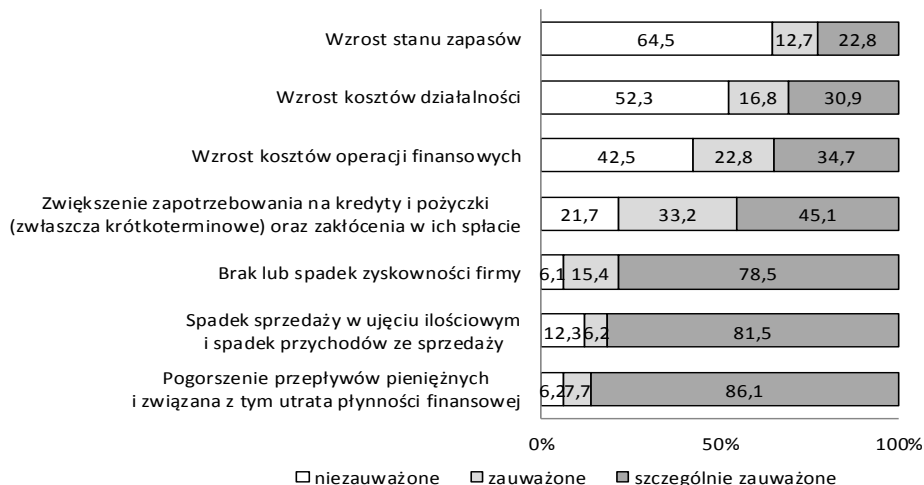 Wzrost stanu zapasów
64,5 12,7 22,8
Wzrost kosztów działalności
52,3 16,8 30,9
Wzrost kosztów operacji finansowych
42,5 22,8 34,7
Zwiększenie zapotrzebowania na kredyty i pożyczki
(zwłaszcza krótkoterminowe) oraz zakłócenia w ich spłacie
21,7 33,2 45,1
Brak lub spadek zyskowności firmy
6,1 15,4 78,5
Spadek sprzedaży w ujęciu ilościowym
i spadek przychodów ze sprzedaży
12,3 6,2 81,5
Pogorszenie przepływów pieniężnych
i związana z tym utrata płynności finansowej
6,2 7,7 86,1
0% 50% 100%
niezauważone zauważone szczególnie zauważone